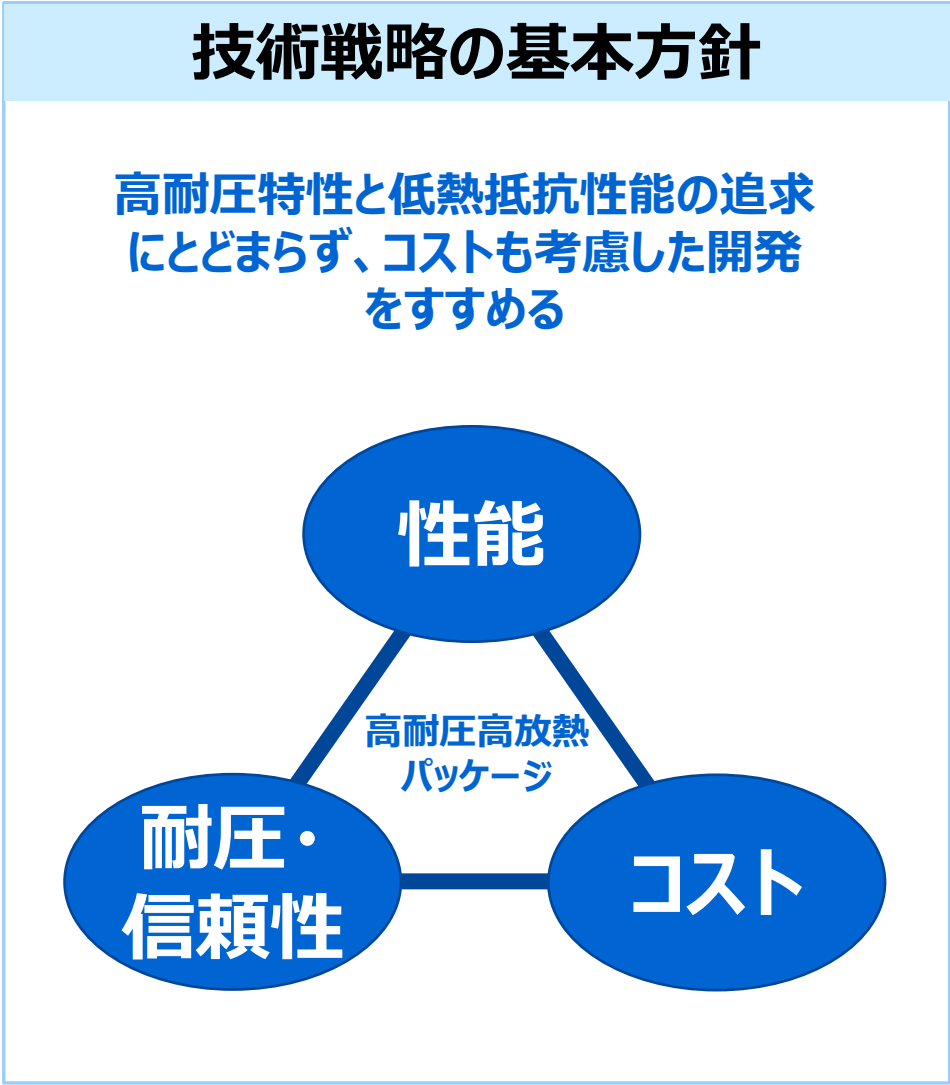 技術戦略の基本方針
高耐圧特性と低熱抵抗性能の追求
にとどまらず、コストも考慮した開発
をすすめる
性能
高耐圧高放熱
パッケージ
耐圧・
信頼性
コスト